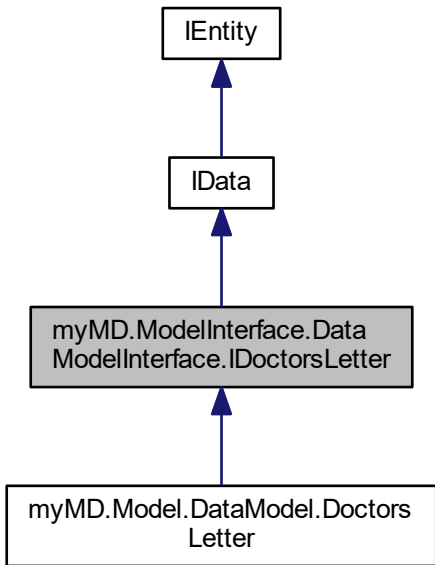 IEntity
IData
myMD.ModelInterface.Data
ModelInterface.IDoctorsLetter
myMD.Model.DataModel.Doctors
Letter